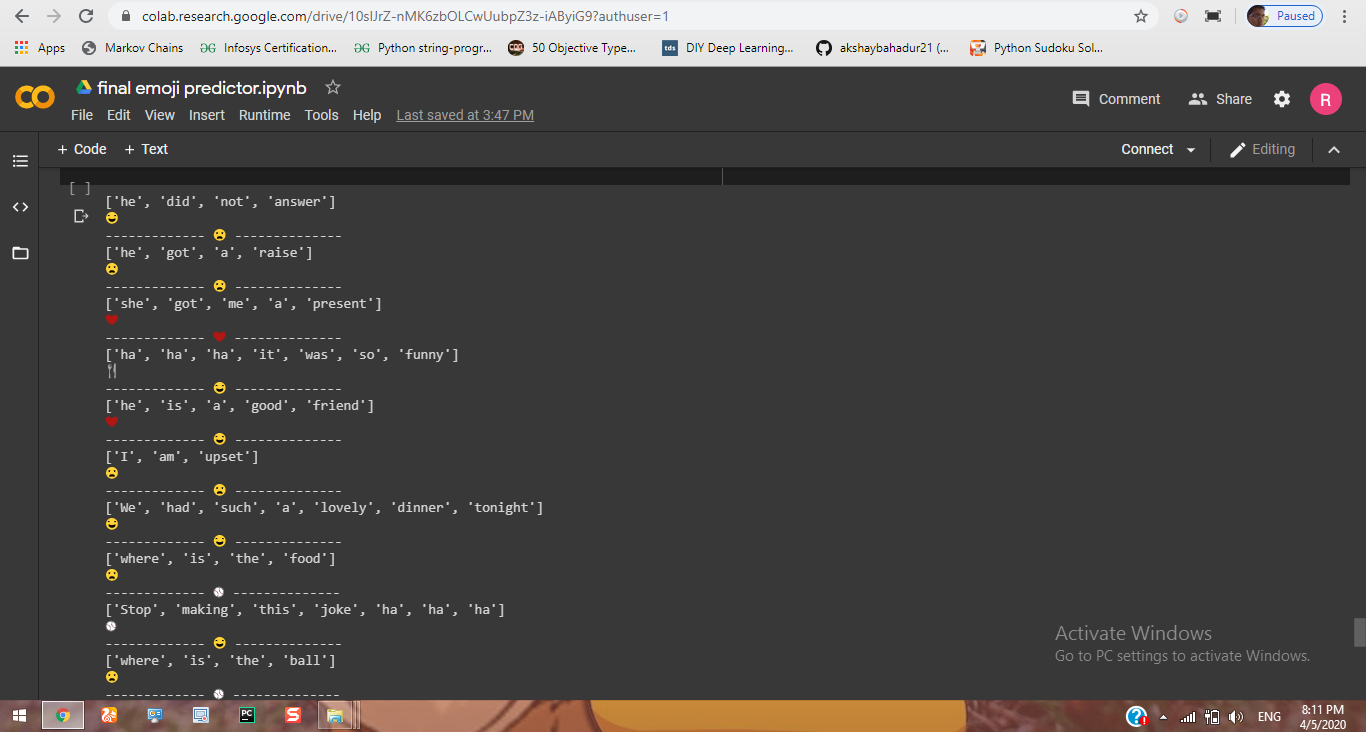 colab.research.google.com/drive/10slJrZ-nMK6zbOLCwUubpZ3z-iAByiG9?authuser=1
Paused
Apps
Markov Chains
Infosys Certification...
Python string-progr...
50 Objective Type...
tds
DIY Deep Learning...
akshaybahadur21 (...
Python Sudoku Sol...
final emoji predictor.ipynb
Comment
Share
R
File Edit View Insert Runtime Tools Help Last saved at 3:47 PM
+ Code + Text
Connect
Editing
[ ]
['he', 'did', 'not', 'answer']
😄
------------- 😦 --------------
['he', 'got', 'a', 'raise']
😦
------------- 😦 --------------
['she', 'got', 'me', 'a', 'present']
❤
------------- ❤ --------------
['ha', 'ha', 'ha', 'it', 'was', 'so', 'funny']
🍴
------------- 😄 --------------
['he', 'is', 'a', 'good', 'friend']
❤
------------- 😄 --------------
['I', 'am', 'upset']
😦
------------- 😦 --------------
['We', 'had', 'such', 'a', 'lovely', 'dinner', 'tonight']
😄
------------- 😄 --------------
['where', 'is', 'the', 'food']
😦
------------- ⚾ --------------
['Stop', 'making', 'this', 'joke', 'ha', 'ha', 'ha']
⚾
------------- 😄 --------------
['where', 'is', 'the', 'ball']
😦
------------- ⚾ --------------
Activate Windows
Go to PC settings to activate Windows.
PC
S
ENG
8:11 PM
4/5/2020